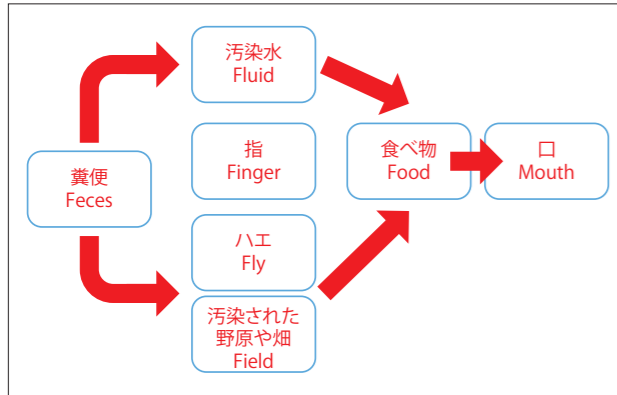 汚染水
Fluid
指
Finger
糞便
Feces
食べ物
Food
口
Mouth
ハエ
Fly
汚染された
野原や畑
Field